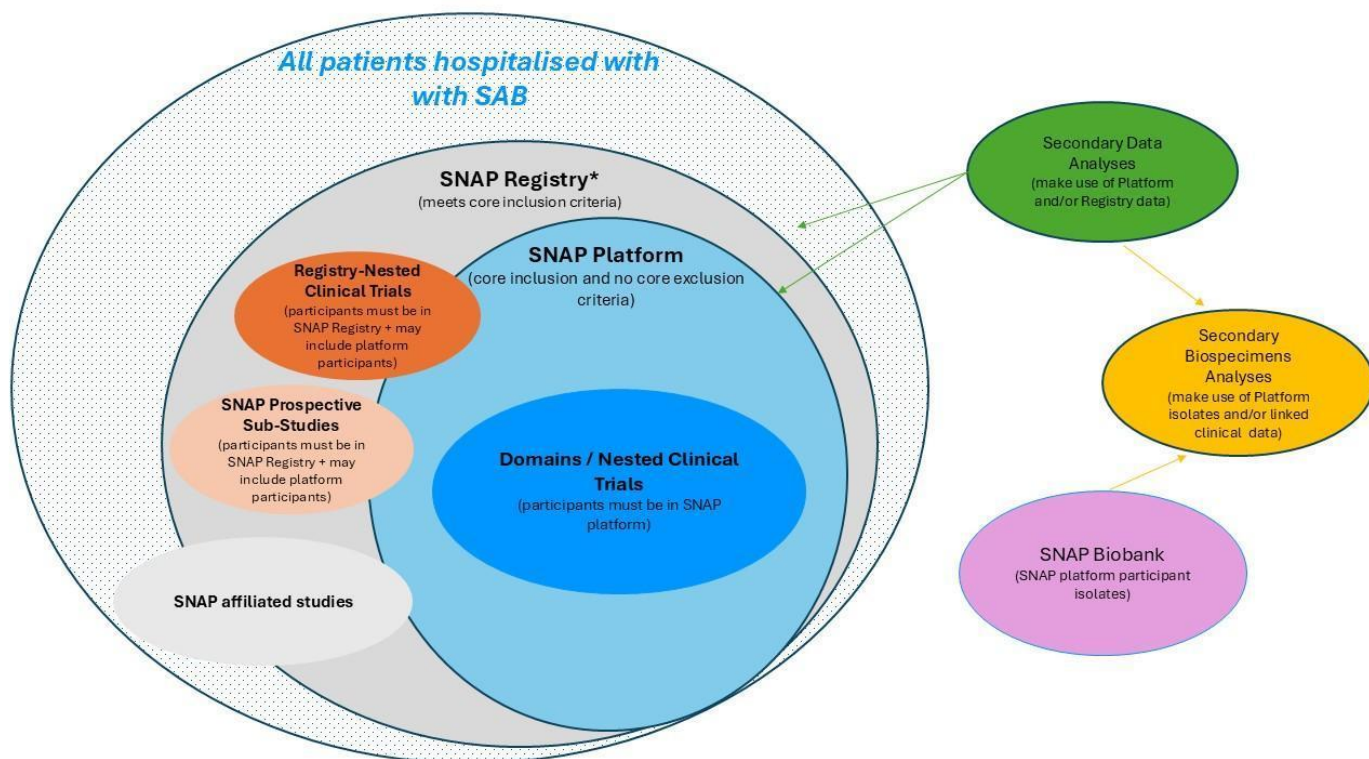 All patients hospitalised with
with SAB
SNAP Registry*
(meets core inclusion criteria)
SNAP Platform
(core inclusion and no core exclusion
criteria)
Registry-Nested
Clinical Trials
(participants must be in
SNAP Registry + may
include platform
participants)
SNAP Prospective
Sub-Studies
(participants must be in
SNAP Registry + may
include platform
participants)
Domains / Nested Clinical
Trials
(participants must be in SNAP
platform)
SNAP affiliated studies
Secondary Data
Analyses
(make use of Platform
and/or Registry data)
Secondary
Biospecimens
Analyses
(make use of Platform
isolates and/or linked
clinical data)
SNAP Biobank
(SNAP platform participant
isolates)